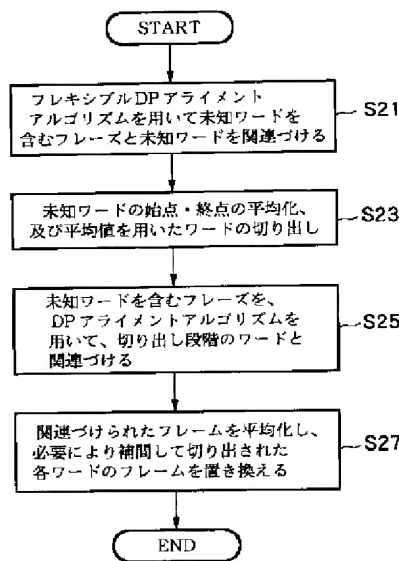 START
フレキシブルDPアライメント
アルゴリズムを用いて未知ワードを
含むフレーズと未知ワードを関連づける
S21
未知ワードの始点・終点の平均化、
及び平均値を用いたワードの切り出し
S23
未知ワードを含むフレーズを、
DPアライメントアルゴリズムを
用いて、切り出し段階のワードと
関連づける
S25
関連づけられたフレームを平均化し、
必要により補間して切り出された
各ワードのフレームを置き換える
S27
END